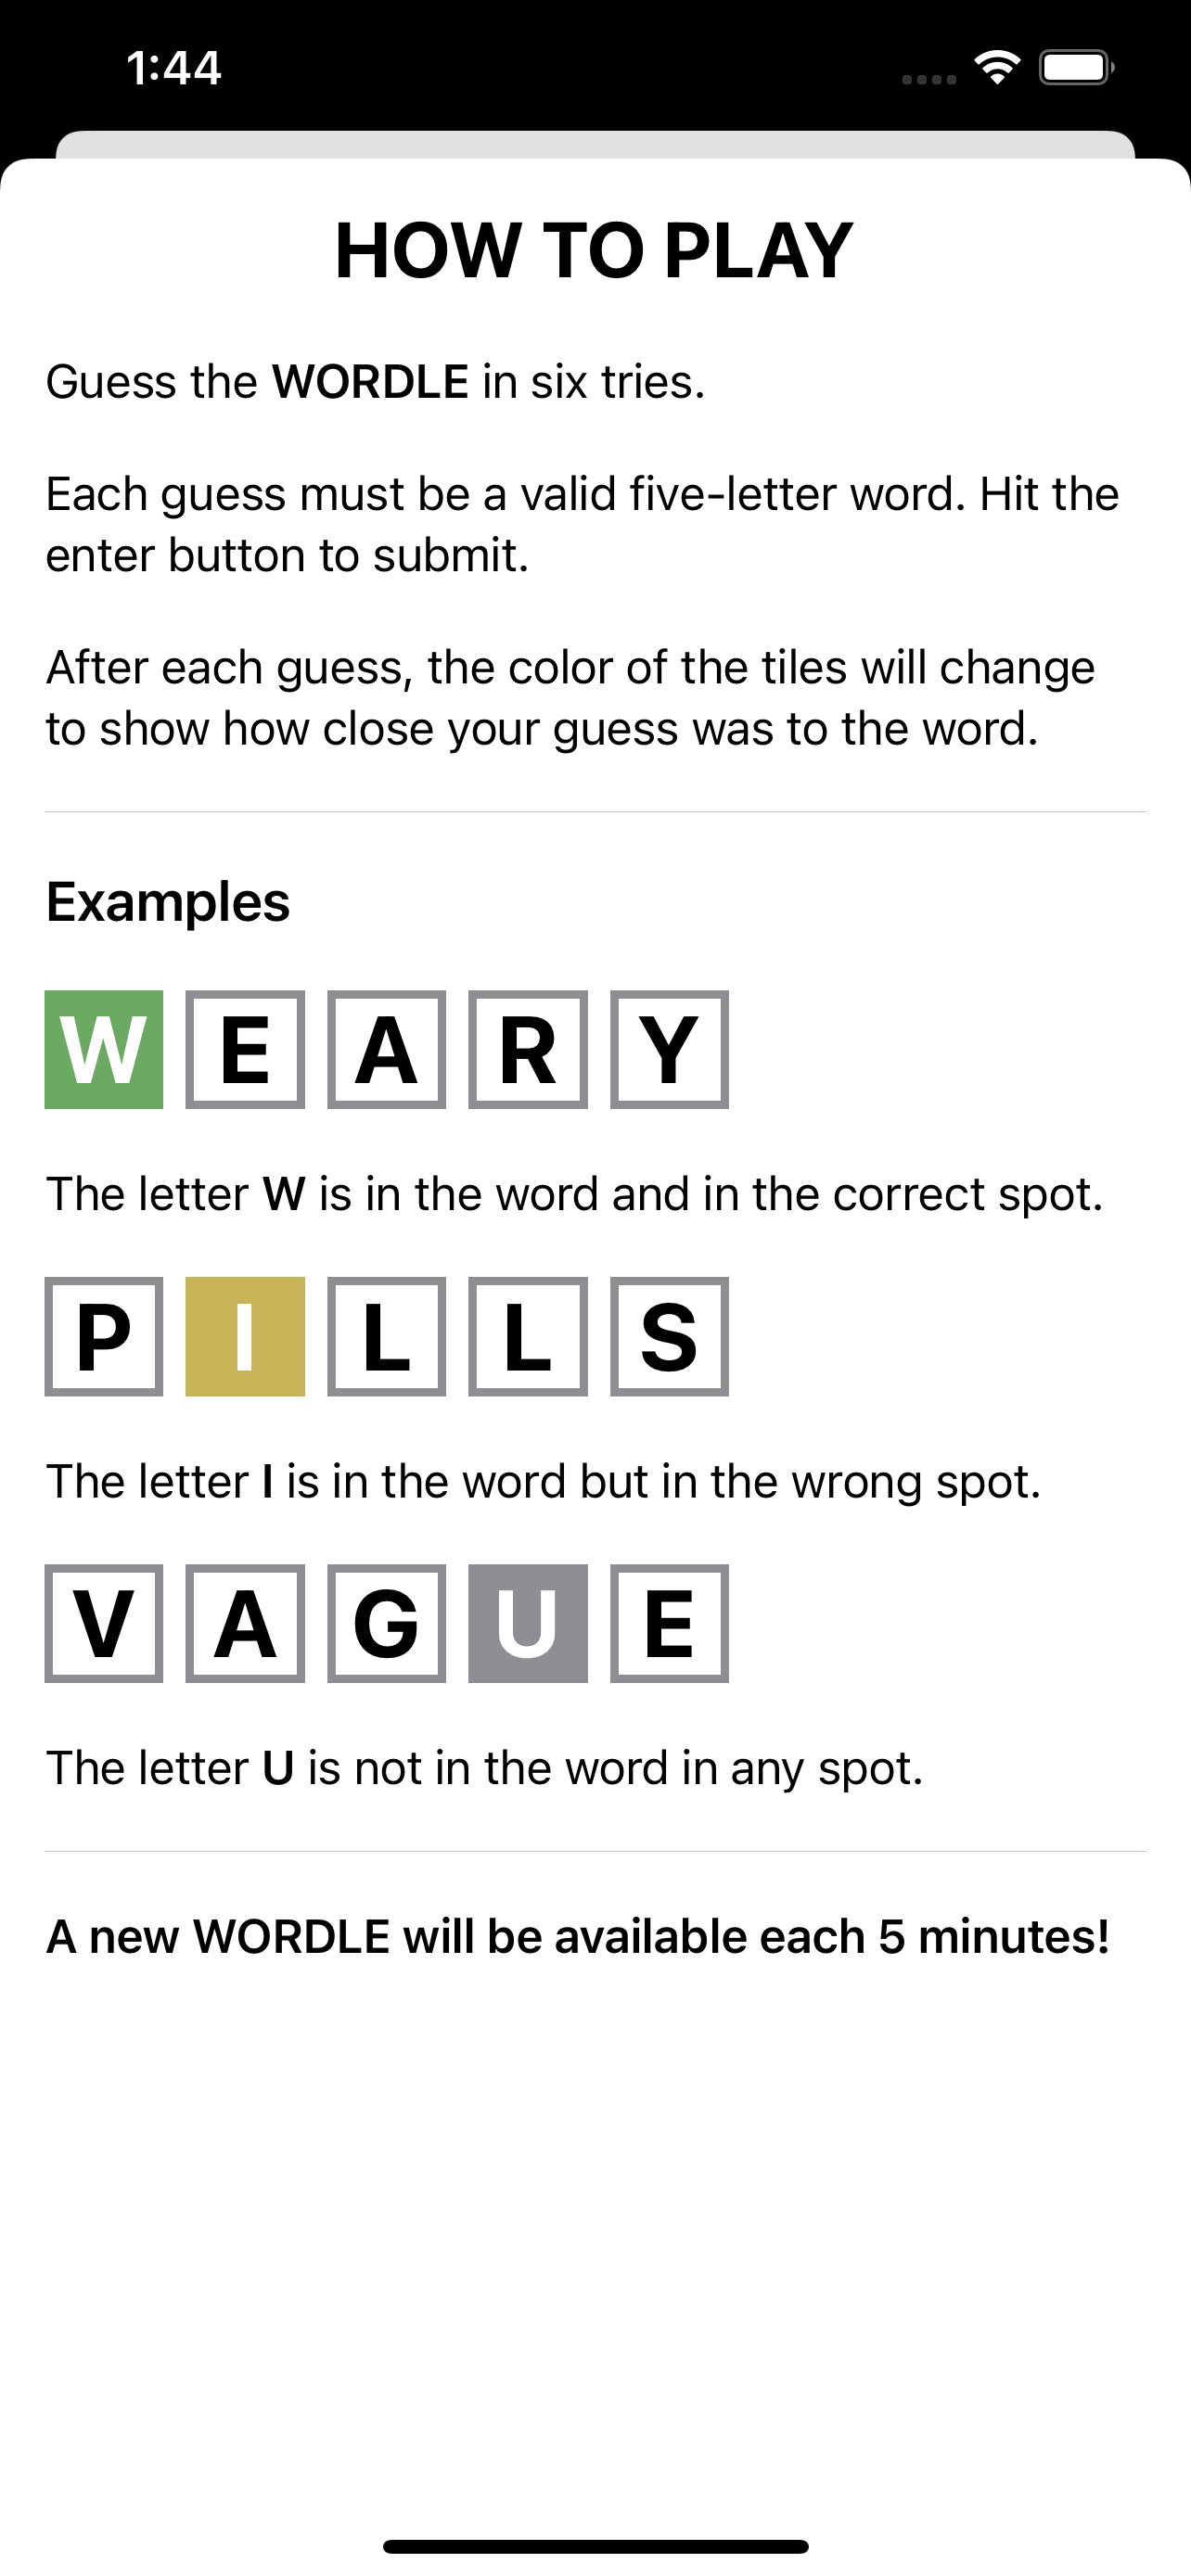 1:44
HOW TO PLAY
Guess the WORDLE in six tries.
Each guess must be a valid five-letter word. Hit the
enter button to submit.
After each guess, the color of the tiles will change
to show how close your guess was to the word.
Examples
W E A R Y
The letter W is in the word and in the correct spot.
P I L L S
The letter I is in the word but in the wrong spot.
V A G U E
The letter U is not in the word in any spot.
A new WORDLE will be available each 5 minutes!